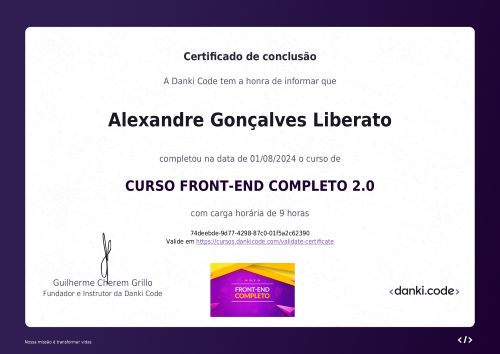 Certificado de conclusão
A Danki Code tem a honra de informar que
Alexandre Gonçalves Liberato
completou na data de 01/08/2024 o curso de
CURSO FRONT-END COMPLETO 2.0
com carga horária de 9 horas
74deebde-9d77-4298-87c0-01f5a2c62390
Valide em https://cursos.dankicode.com/validate-certificate
Guilherme Cherem Grillo
Fundador e Instrutor da Danki Code
FRONT-END
COMPLETO
<danki.code>
Nossa missão é transformar vidas
</>